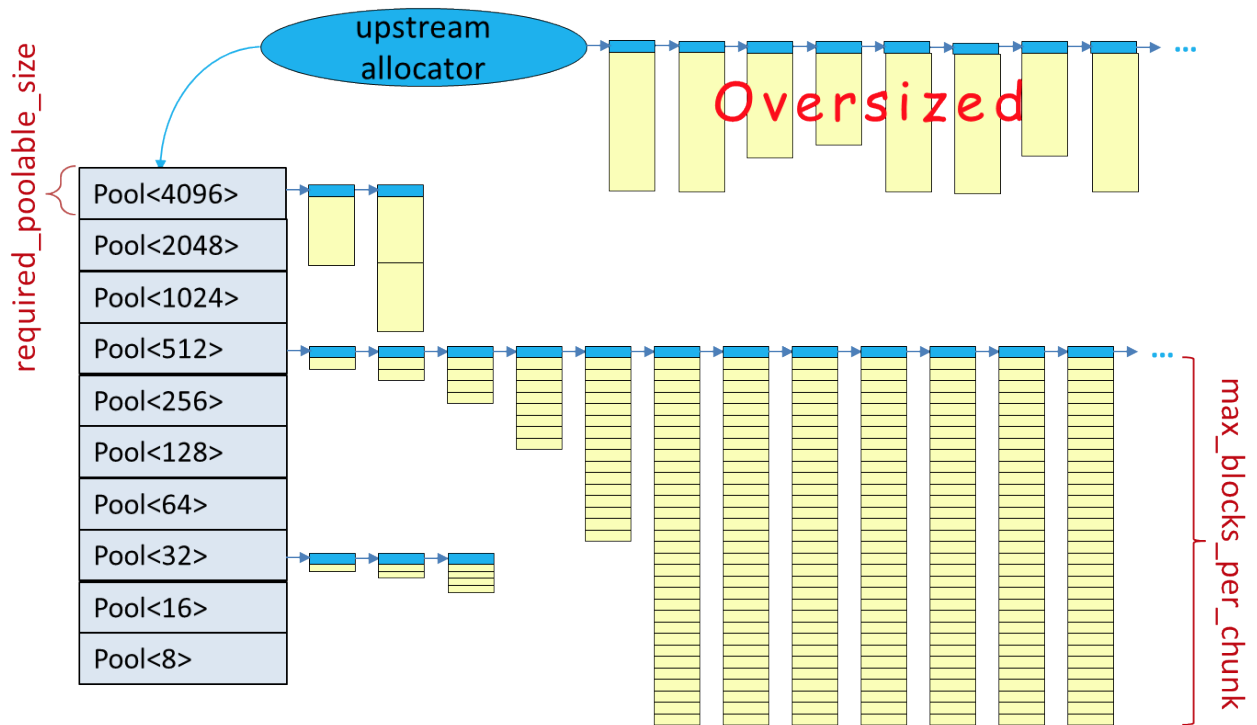 upstream
allocator
...
Oversized
required_poolable_size
Pool<4096>
Pool<2048>
Pool<1024>
Pool<512>
Pool<256>
Pool<128>
Pool<64>
Pool<32>
Pool<16>
Pool<8>
...
max_blocks_per_chunk